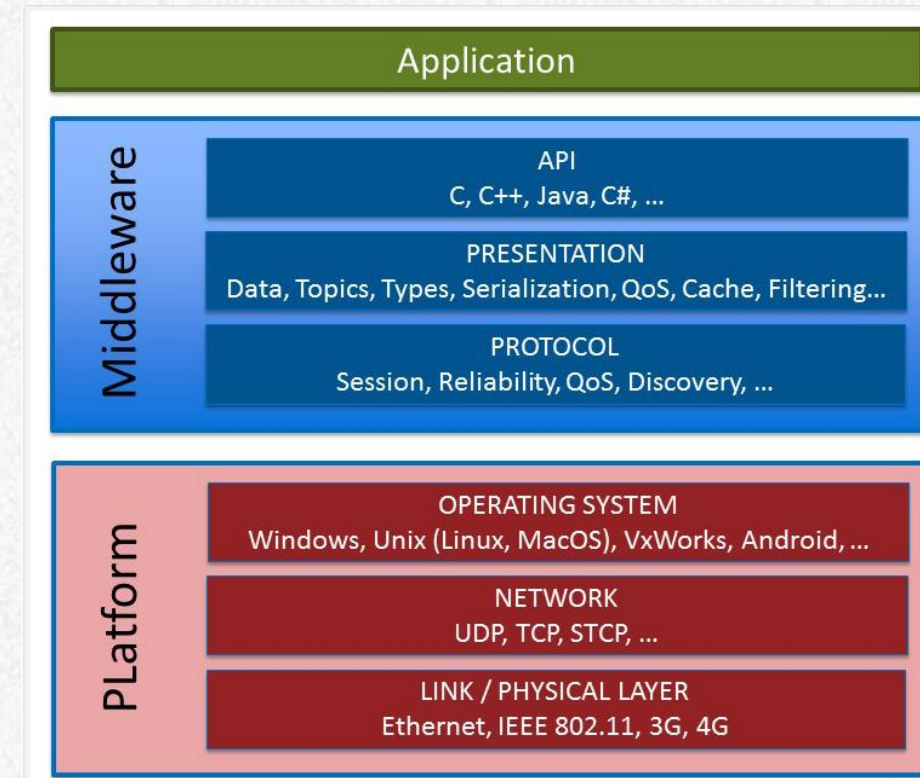 Application
Middleware
API
C, C++, Java, C#, ...
PRESENTATION
Data, Topics, Types, Serialization, QoS, Cache, Filtering...
PROTOCOL
Session, Reliability, QoS, Discovery, ...
PLatform
OPERATING SYSTEM
Windows, Unix (Linux, MacOS), VxWorks, Android, ...
NETWORK
UDP, TCP, STCP, ...
LINK / PHYSICAL LAYER
Ethernet, IEEE 802.11, 3G, 4G